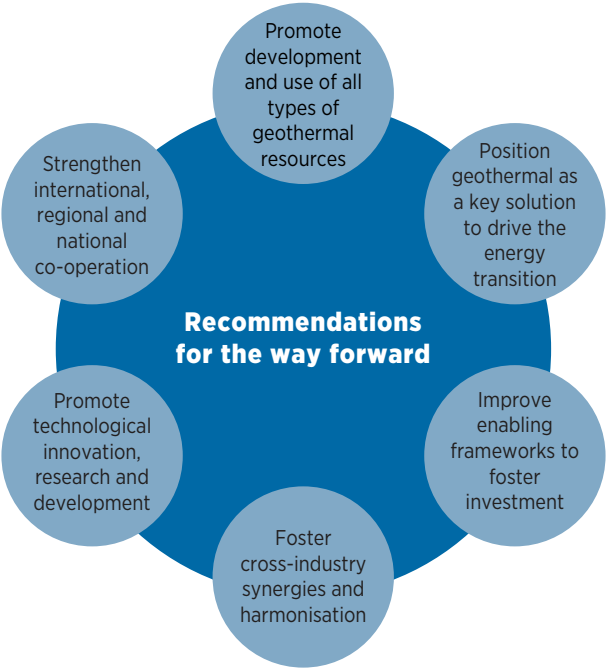 Promote
development
and use of all
types of
geothermal
resources
Position
geothermal as
a key solution
to drive the
energy
transition
Improve
enabling
frameworks to
foster
investment
Foster
cross-industry
synergies and
harmonisation
Promote
technological
innovation,
research and
development
Strengthen
international,
regional and
national
co-operation
Recommendations
for the way forward